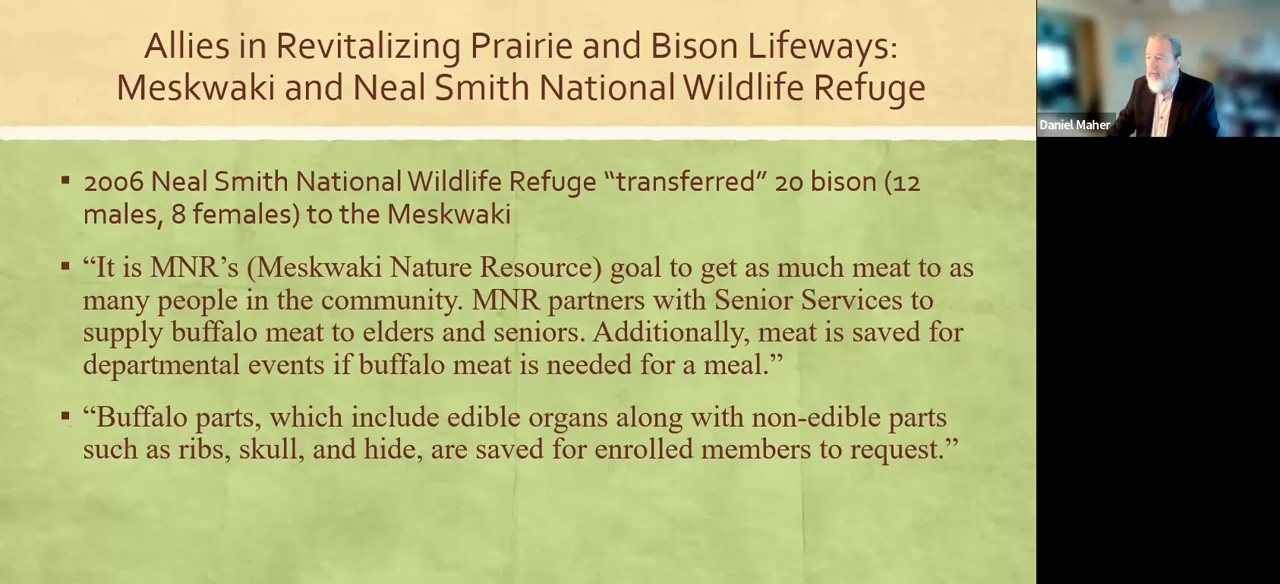 Allies in Revitalizing Prairie and Bison Lifeways:
Meskwaki and Neal Smith National Wildlife Refuge
▪ 2006 Neal Smith National Wildlife Refuge “transferred” 20 bison (12
males, 8 females) to the Meskwaki
▪ “It is MNR’s (Meskwaki Nature Resource) goal to get as much meat to as
many people in the community. MNR partners with Senior Services to
supply buffalo meat to elders and seniors. Additionally, meat is saved for
departmental events if buffalo meat is needed for a meal.”
▪ “Buffalo parts, which include edible organs along with non-edible parts
such as ribs, skull, and hide, are saved for enrolled members to request.”
Daniel Maher